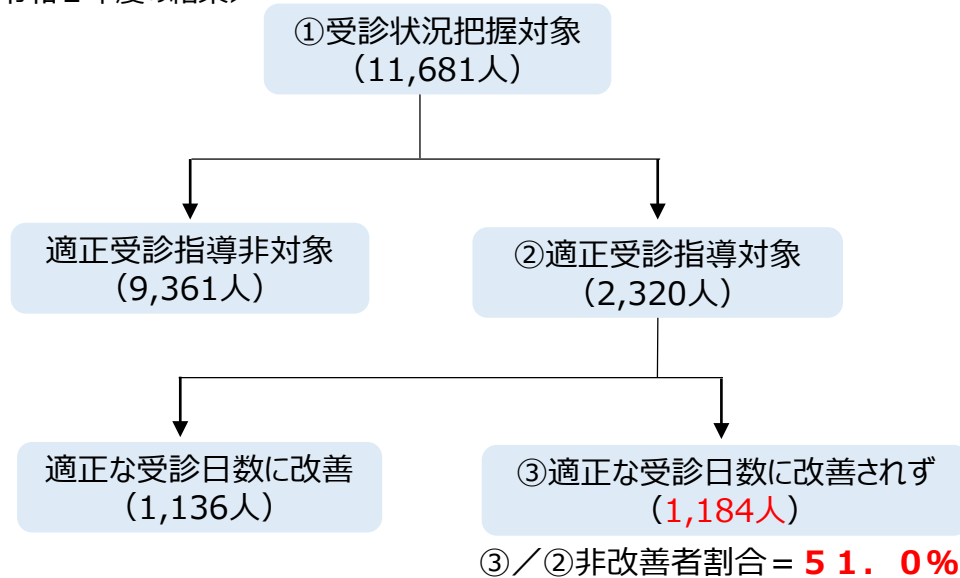 ①受診状況把握対象
（11,681人）
適正受診指導非対象
（9,361人）
②適正受診指導対象
（2,320人）
適正な受診日数に改善
（1,136人）
③適正な受診日数に改善されず
（1,184人）
③／②非改善者割合＝５１．０％